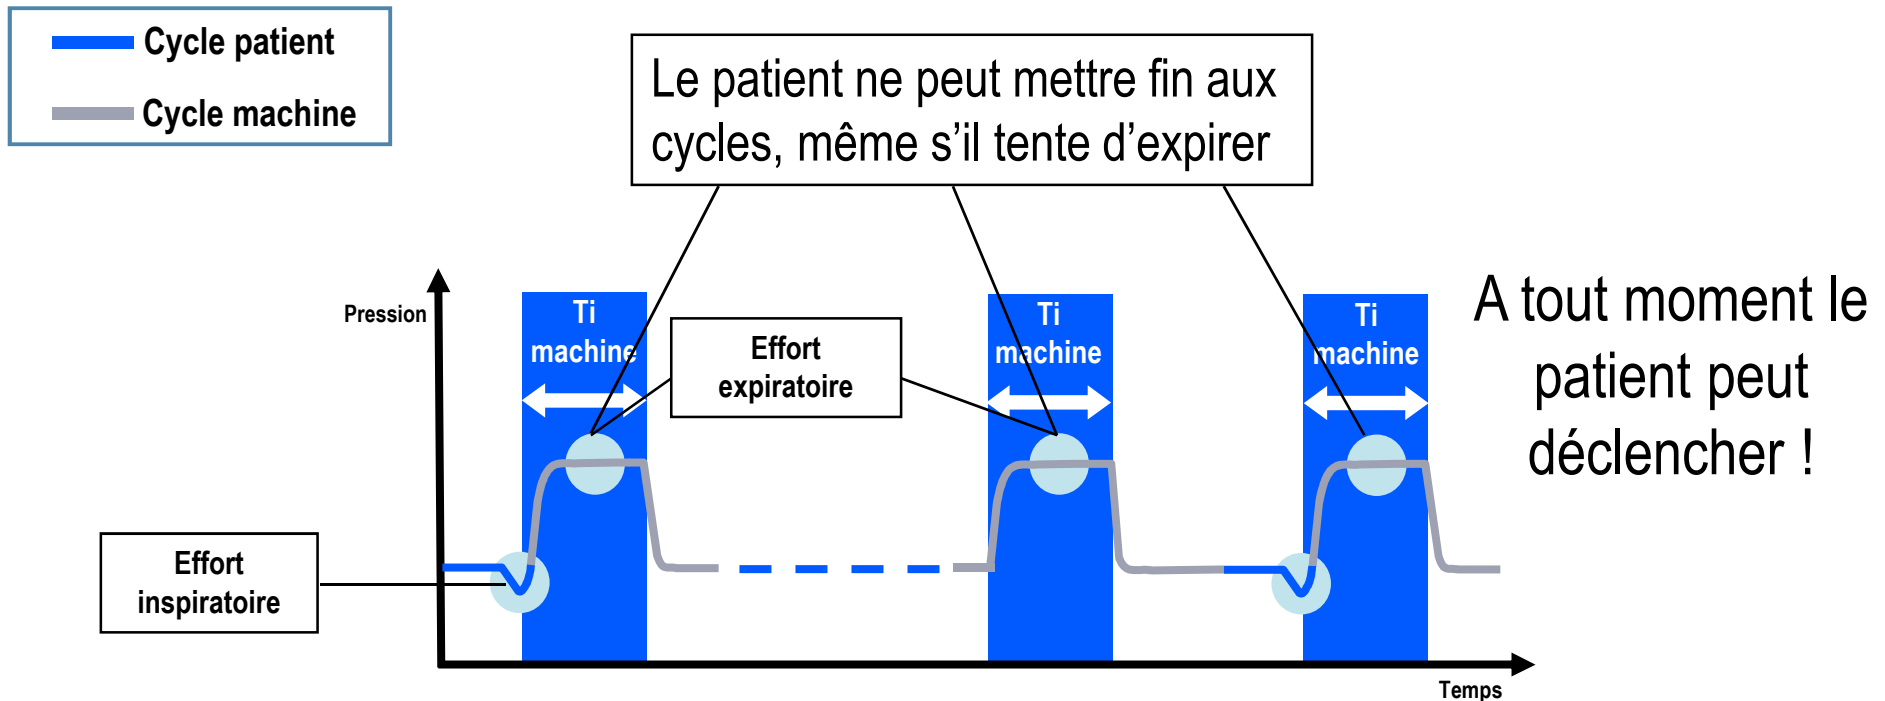 Cycle patient
Cycle machine
Le patient ne peut mettre fin aux
cycles, même s’il tente d’expirer
Pression
Ti
machine
Effort
expiratoire
Ti
machine
Ti
machine
A tout moment le
patient peut
déclencher !
Effort
inspiratoire
Temps